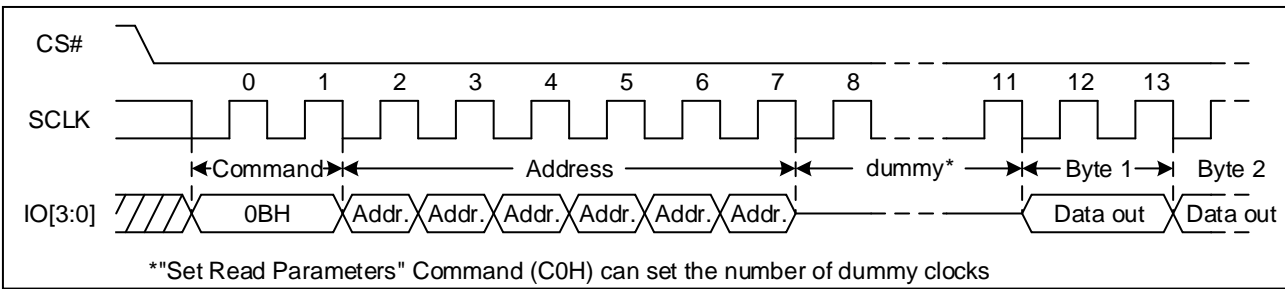 CS#
0 1 2 3 4 5 6 7 8 11 12 13
SCLK
Command Address dummy* Byte 1 Byte 2
IO[3:0] 0BH Addr. Addr. Addr. Addr. Addr. Addr. Data out Data out
*"Set Read Parameters" Command (C0H) can set the number of dummy clocks